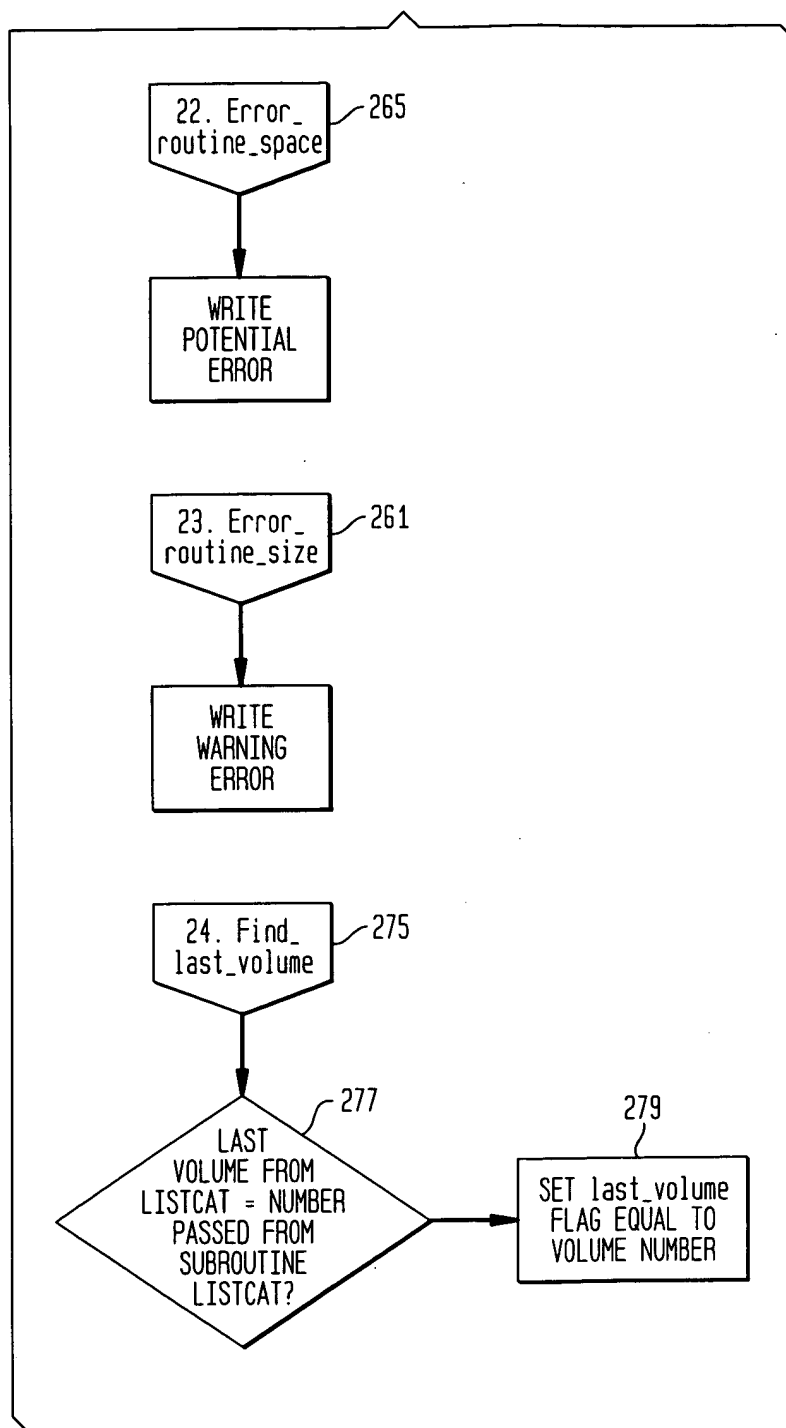 22. Error_
routine_space
265
WRITE
POTENTIAL
ERROR
23. Error_
routine_size
261
WRITE
WARNING
ERROR
24. Find_
last_volume
275
277
LAST
VOLUME FROM
LISTCAT = NUMBER
PASSED FROM
SUBROUTINE
LISTCAT?
279
SET last_volume
FLAG EQUAL TO
VOLUME NUMBER